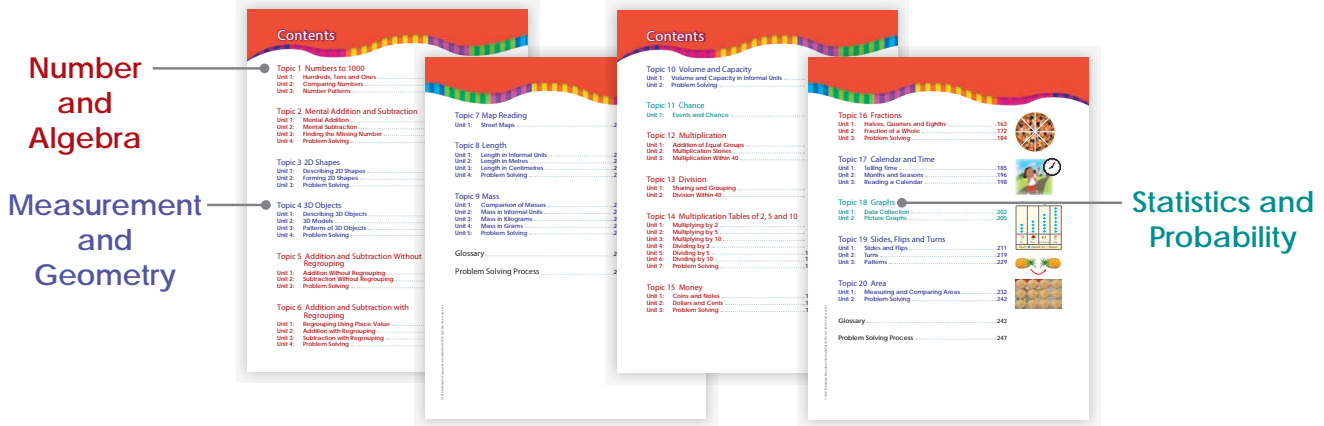 Number
and
Algebra
Measurement
and
Geometry
Contents
Topic 1 Numbers to 1000
Unit 1: Hundreds, Tens and Ones
Unit 2: Comparing Numbers
Unit 3: Number Patterns
Topic 2 Mental Addition and Subtraction
Unit 1: Mental Addition
Unit 2: Mental Subtraction
Unit 3: Finding the Missing Number
Unit 4: Problem Solving
Topic 3 2D Shapes
Unit 1: Describing 2D Shapes
Unit 2: Forming 2D Shapes
Unit 3: Problem Solving
Topic 4 3D Objects
Unit 1: Describing 3D Objects
Unit 2: 3D Models
Unit 3: Patterns of 3D Objects
Unit 4: Problem Solving
Topic 5 Addition and Subtraction Without
Regrouping
Unit 1: Addition Without Regrouping
Unit 2: Subtraction Without Regrouping
Unit 3: Problem Solving
Topic 6 Addition and Subtraction with
Regrouping
Unit 1: Regrouping Using Place Value
Unit 2: Addition with Regrouping
Unit 3: Subtraction with Regrouping
Unit 4: Problem Solving
Topic 7 Map Reading
Unit 1: Street Maps 2
Topic 8 Length
Unit 1: Length in Informal Units 2
Unit 2: Length in Metres 2
Unit 3: Length in Centimetres 2
Unit 4: Problem Solving 2
Topic 9 Mass
Unit 1: Comparison of Masses 2
Unit 2: Mass in Informal Units 2
Unit 3: Mass in Kilograms 2
Unit 4: Mass in Grams 2
Unit 5: Problem Solving 2
Glossary 2
Problem Solving Process 2
Contents
Topic 10 Volume and Capacity
Unit 1: Volume and Capacity in Informal Units
Unit 2: Problem Solving
Topic 11 Chance
Unit 1: Events and Chance
Topic 12 Multiplication
Unit 1: Addition of Equal Groups
Unit 2: Multiplication Stories
Unit 3: Multiplication Within 40
Topic 13 Division
Unit 1: Sharing and Grouping
Unit 2: Division Within 40
Topic 14 Multiplication Tables of 2, 5 and 10
Unit 1: Multiplying by 2
Unit 2: Multiplying by 5
Unit 3: Multiplying by 10
Unit 4: Dividing by 2
Unit 5: Dividing by 5 1
Unit 6: Dividing by 10 1
Unit 7: Problem Solving 1
Topic 15 Money
Unit 1: Coins and Notes 1
Unit 2: Dollars and Cents 1
Unit 3: Problem Solving 1
Topic 16 Fractions
Unit 1: Halves, Quarters and Eighths 163
Unit 2: Fraction of a Whole 172
Unit 3: Problem Solving 184
Topic 17 Calendar and Time
Unit 1: Telling Time 185
Unit 2: Months and Seasons 196
Unit 3: Reading a Calendar 198
Topic 18 Graphs
Unit 1: Data Collection 202
Unit 2: Picture Graphs 205
Topic 19 Slides, Flips and Turns
Unit 1: Slides and Flips 211
Unit 2: Turns 219
Unit 3: Patterns 229
Topic 20 Area
Unit 1: Measuring and Comparing Areas 232
Unit 2: Problem Solving 242
Glossary 243
Problem Solving Process 247
Statistics and
Probability